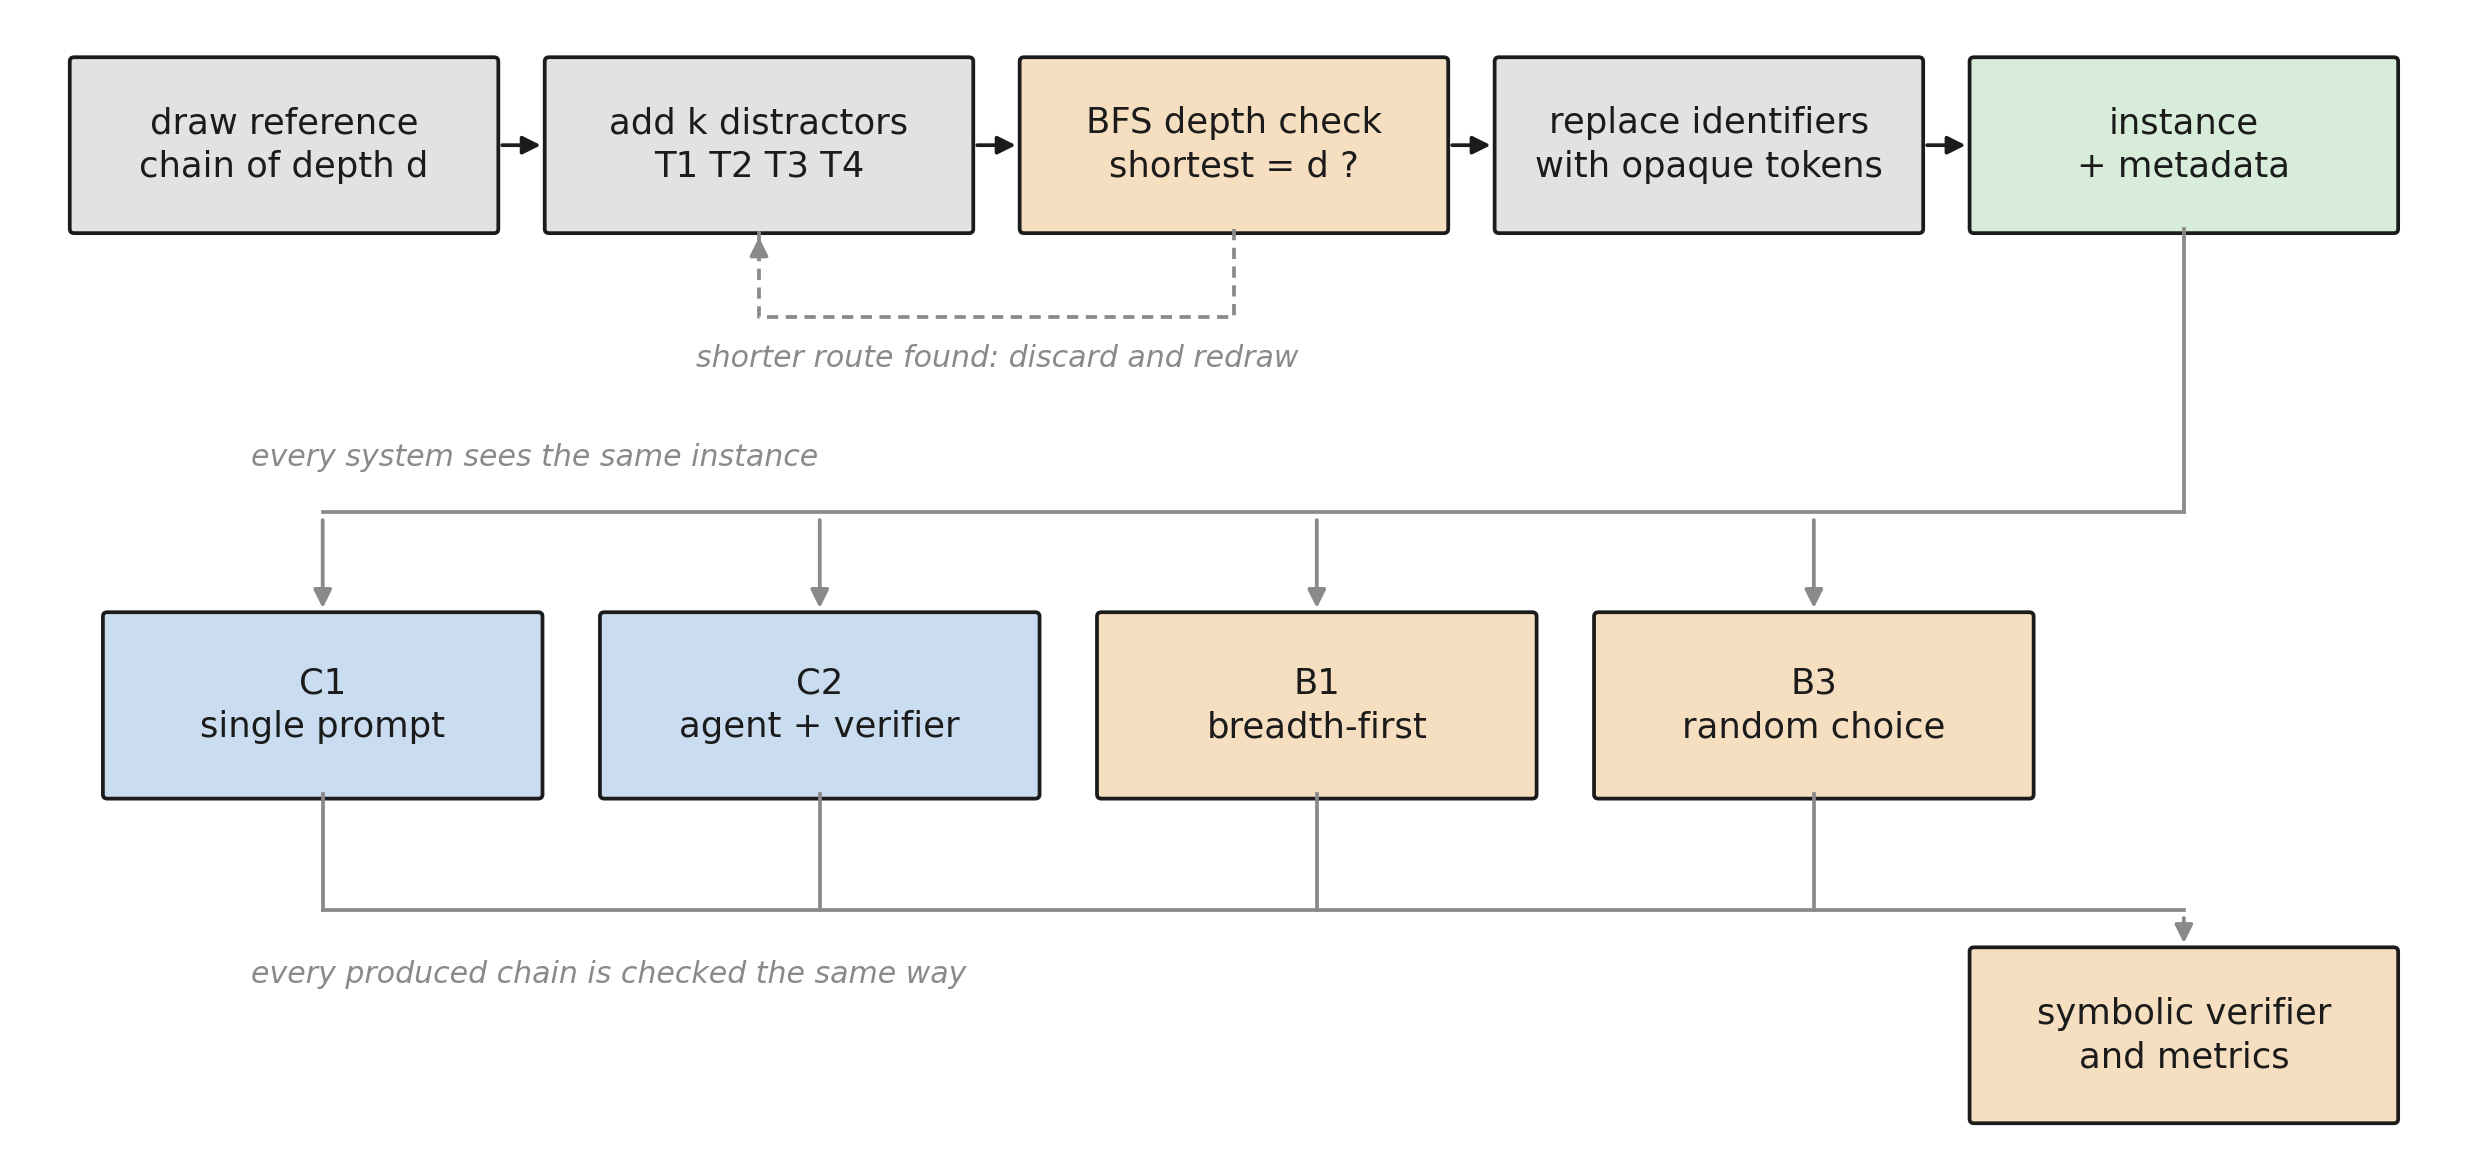 draw reference
chain of depth d
add k distractors
T1 T2 T3 T4
BFS depth check
shortest = d ?
replace identifiers
with opaque tokens
instance
+ metadata
shorter route found: discard and redraw
every system sees the same instance
C1
single prompt
C2
agent + verifier
B1
breadth-first
B3
random choice
every produced chain is checked the same way
symbolic verifier
and metrics